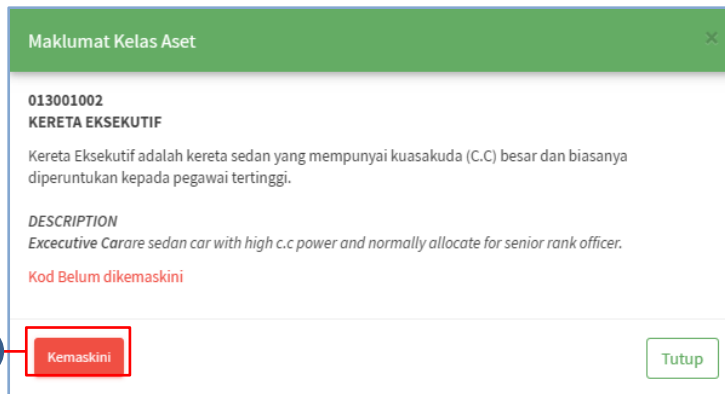 Maklumat Kelas Aset
×
013001002
KERETA EKSEKUTIF
Kereta Eksekutif adalah kereta sedan yang mempunyai kuasakuda (C.C) besar dan biasanya
diperuntukan kepada pegawai tertinggi.
DESCRIPTION
Excecutive Carare sedan car with high c.c power and normally allocate for senior rank officer.
Kod Belum dikemaskini
Kemaskini
Tutup